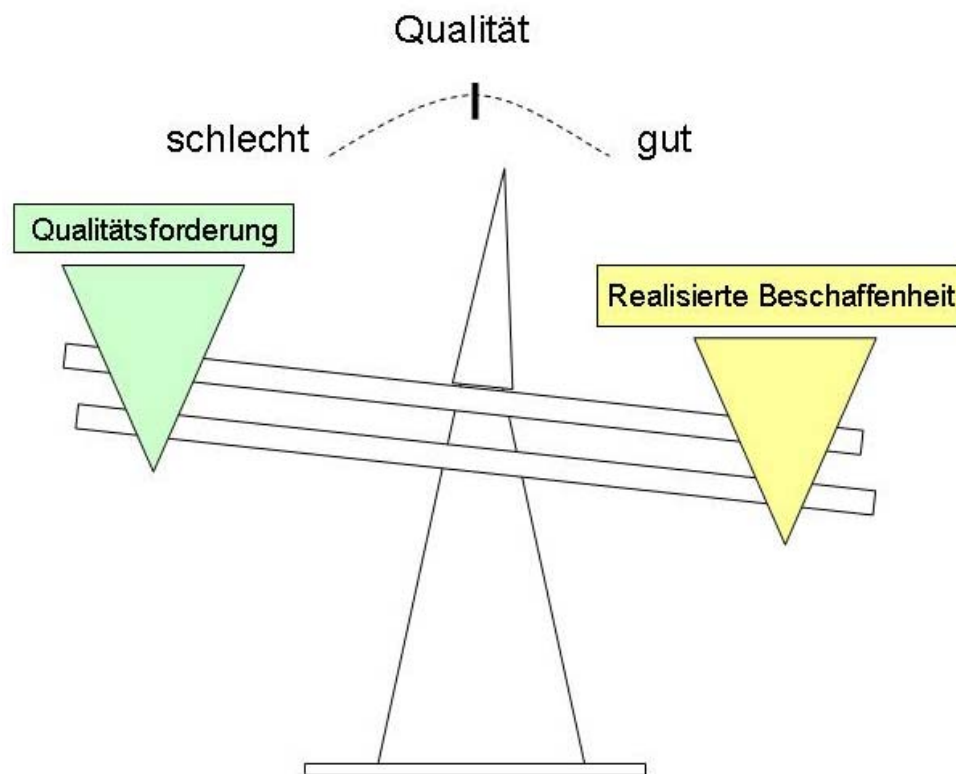 Qualität
schlecht
gut
Qualitätsforderung
Realisierte Beschaffenheit